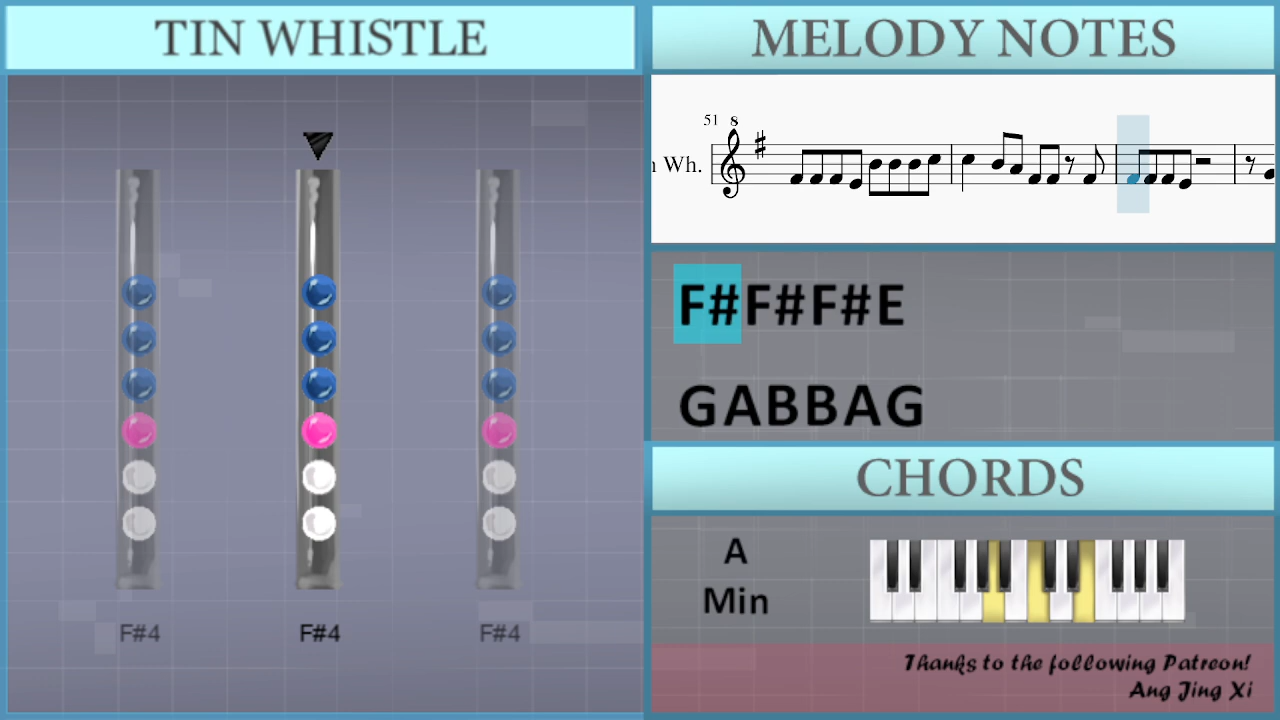 TIN WHISTLE
F#4 F#4 F#4
MELODY NOTES
51 8
Wh.
F#F#F#E
GABBAG
CHORDS
A
Min
Thanks to the following Patreon!
Ang Jing Xi